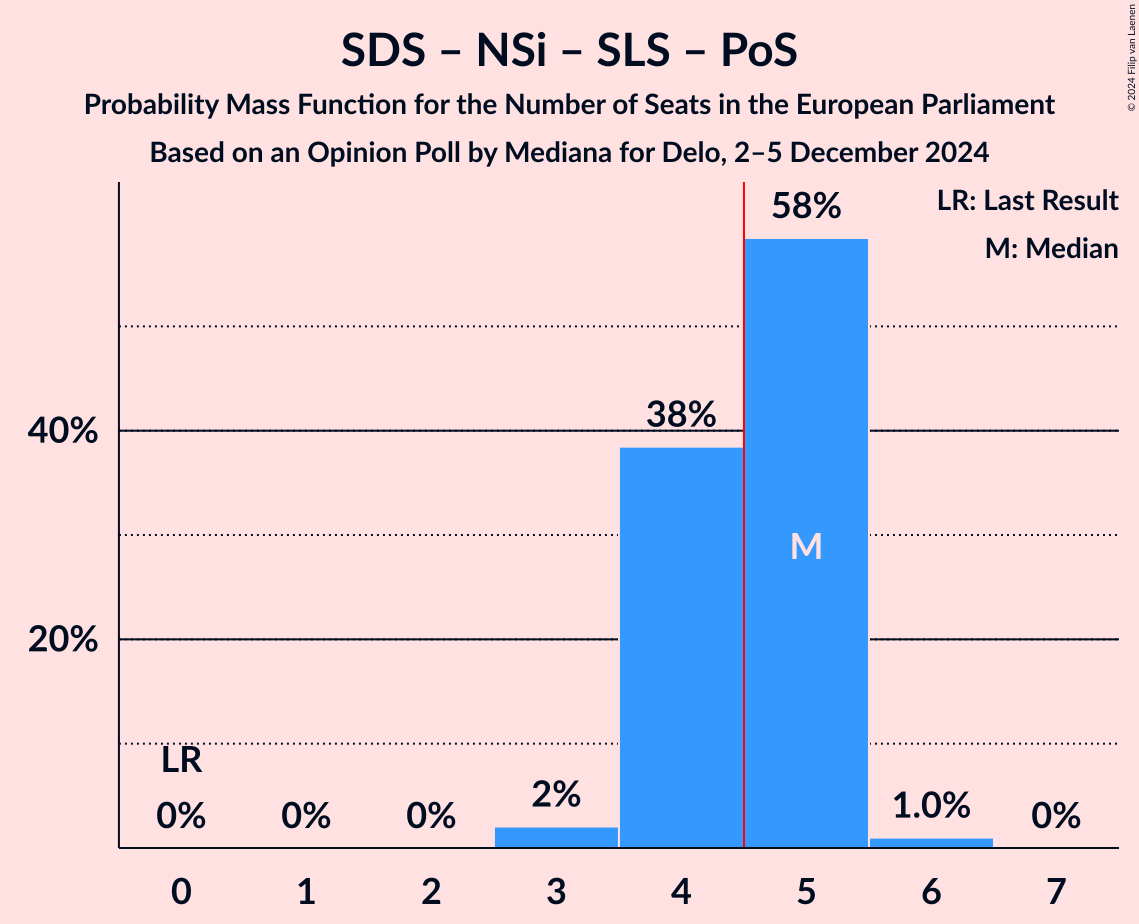 SDS – NSi – SLS – PoS
Probability Mass Function for the Number of Seats in the European Parliament
Based on an Opinion Poll by Mediana for Delo, 2–5 December 2024
© 2024 Filip van Laenen
LR: Last Result
M: Median
58%
38%
40%
M
20%
LR
0%
0%
0%
2%
1.0%
0%
0
1
2
3
4
5
6
7